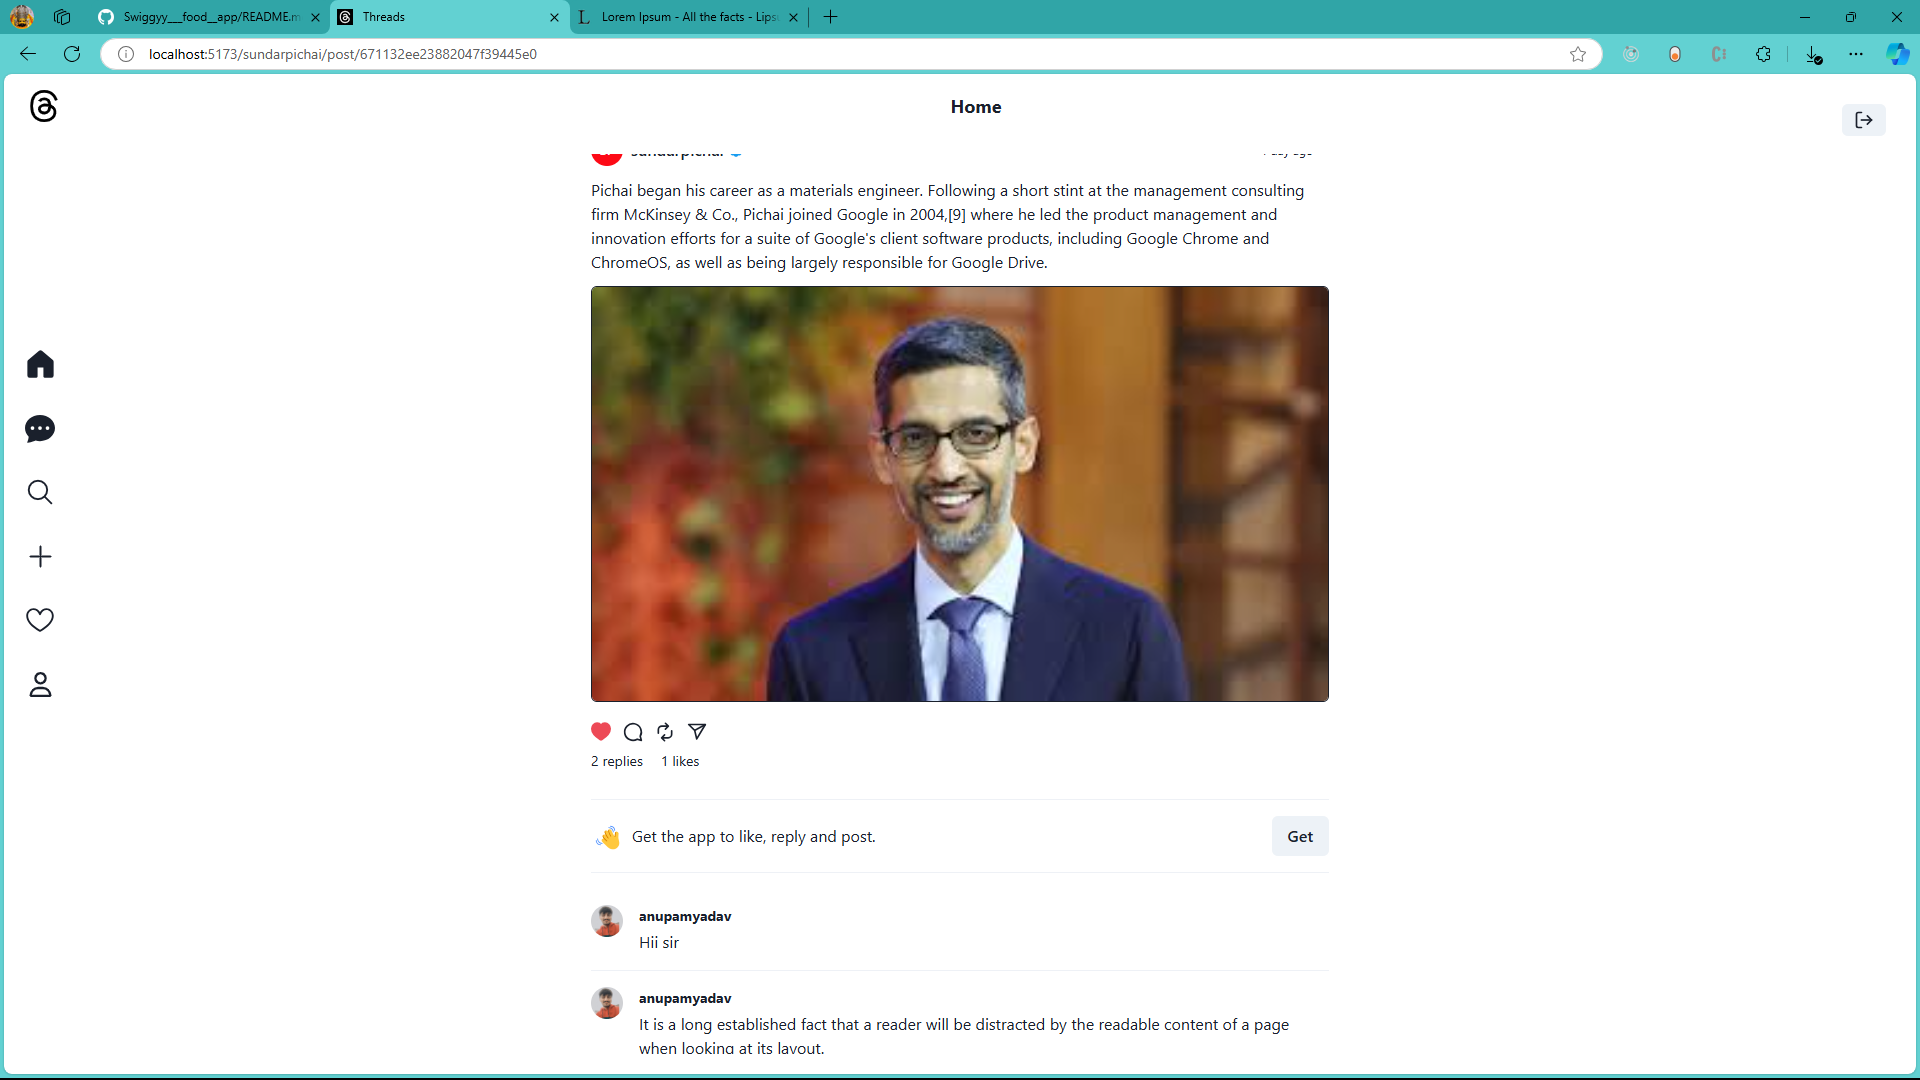 Swiggyy___food__app/README.m
Threads
Lorem Ipsum - All the facts - Lips
localhost:5173/sundarpichai/post/671132ee23882047f39445e0
Home
sundarpichai
day ago
Pichai began his career as a materials engineer. Following a short stint at the management consulting
firm McKinsey & Co., Pichai joined Google in 2004,[9] where he led the product management and
innovation efforts for a suite of Google's client software products, including Google Chrome and
ChromeOS, as well as being largely responsible for Google Drive.
2 replies 1 likes
Get the app to like, reply and post.
Get
anupamyadav
Hii sir
anupamyadav
It is a long established fact that a reader will be distracted by the readable content of a page
when looking at its layout.